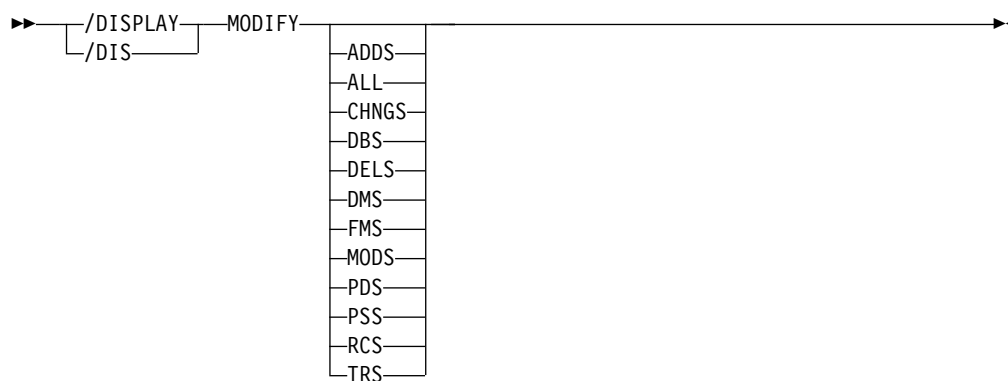 /DISPLAY MODIFY
/DIS
ADDS
ALL
CHNGS
DBS
DELS
DMS
FMS
MODS
PDS
PSS
RCS
TRS